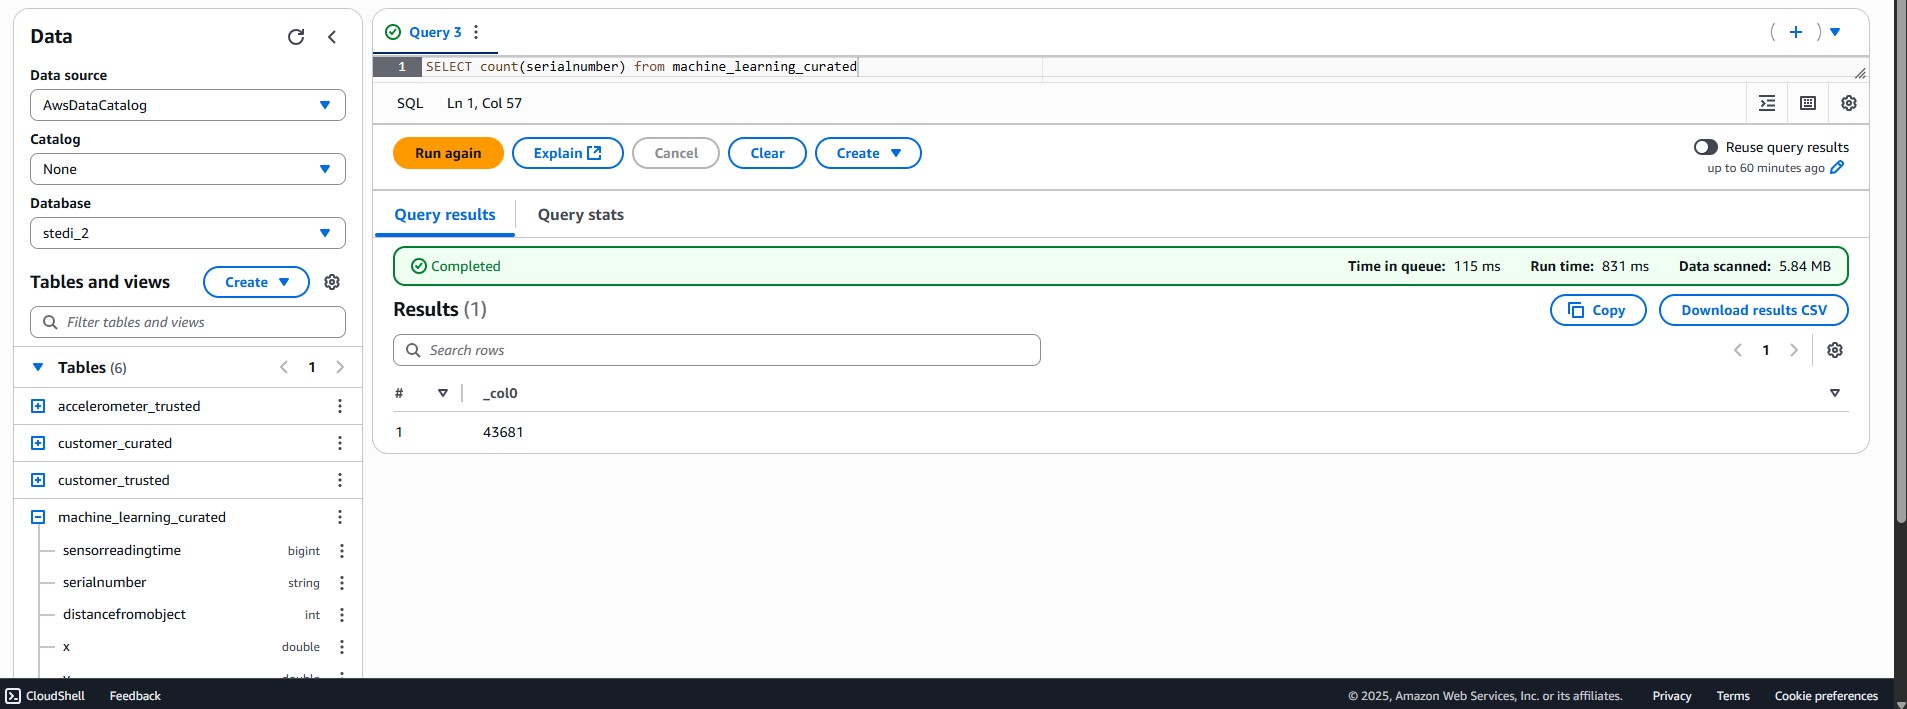 Data
Data source
AwsDataCatalog
Catalog
None
Database
stedi_2
Tables and views
Create
Filter tables and views
Tables (6)
1
accelerometer_trusted
customer_curated
customer_trusted
machine_learning_curated
sensorreadingtime bigint
serialnumber string
distancefromobject int
x double
Query 3
1 SELECT count(serialnumber) from machine_learning_curated
SQL Ln 1, Col 57
Run again Explain Cancel Clear Create
Reuse query results
up to 60 minutes ago
Query results Query stats
Completed Time in queue: 115 ms Run time: 831 ms Data scanned: 5.84 MB
Results (1) Copy Download results CSV
Search rows 1
# _col0
1 43681
CloudShell Feedback © 2025, Amazon Web Services, Inc. or its affiliates. Privacy Terms Cookie preferences